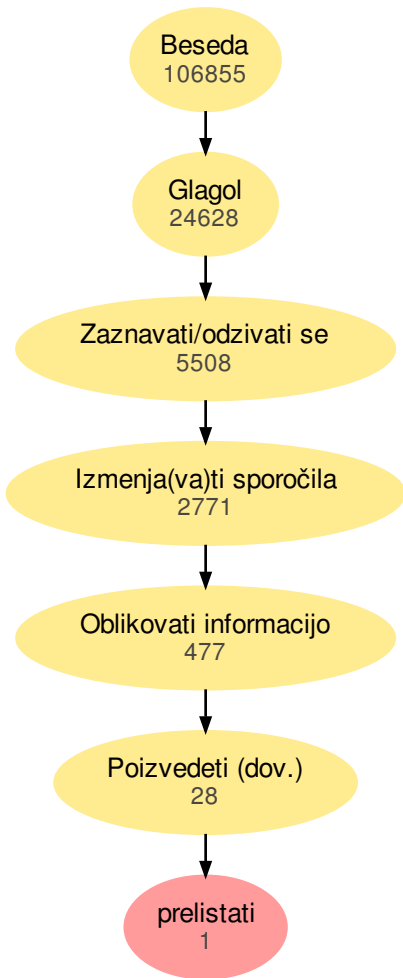 Beseda
106855
Glagol
24628
Zaznavati/odzivati se
5508
Izmenja(va)ti sporočila
2771
Oblikovati informacijo
477
Poizvedeti (dov.)
28
prelistati
1